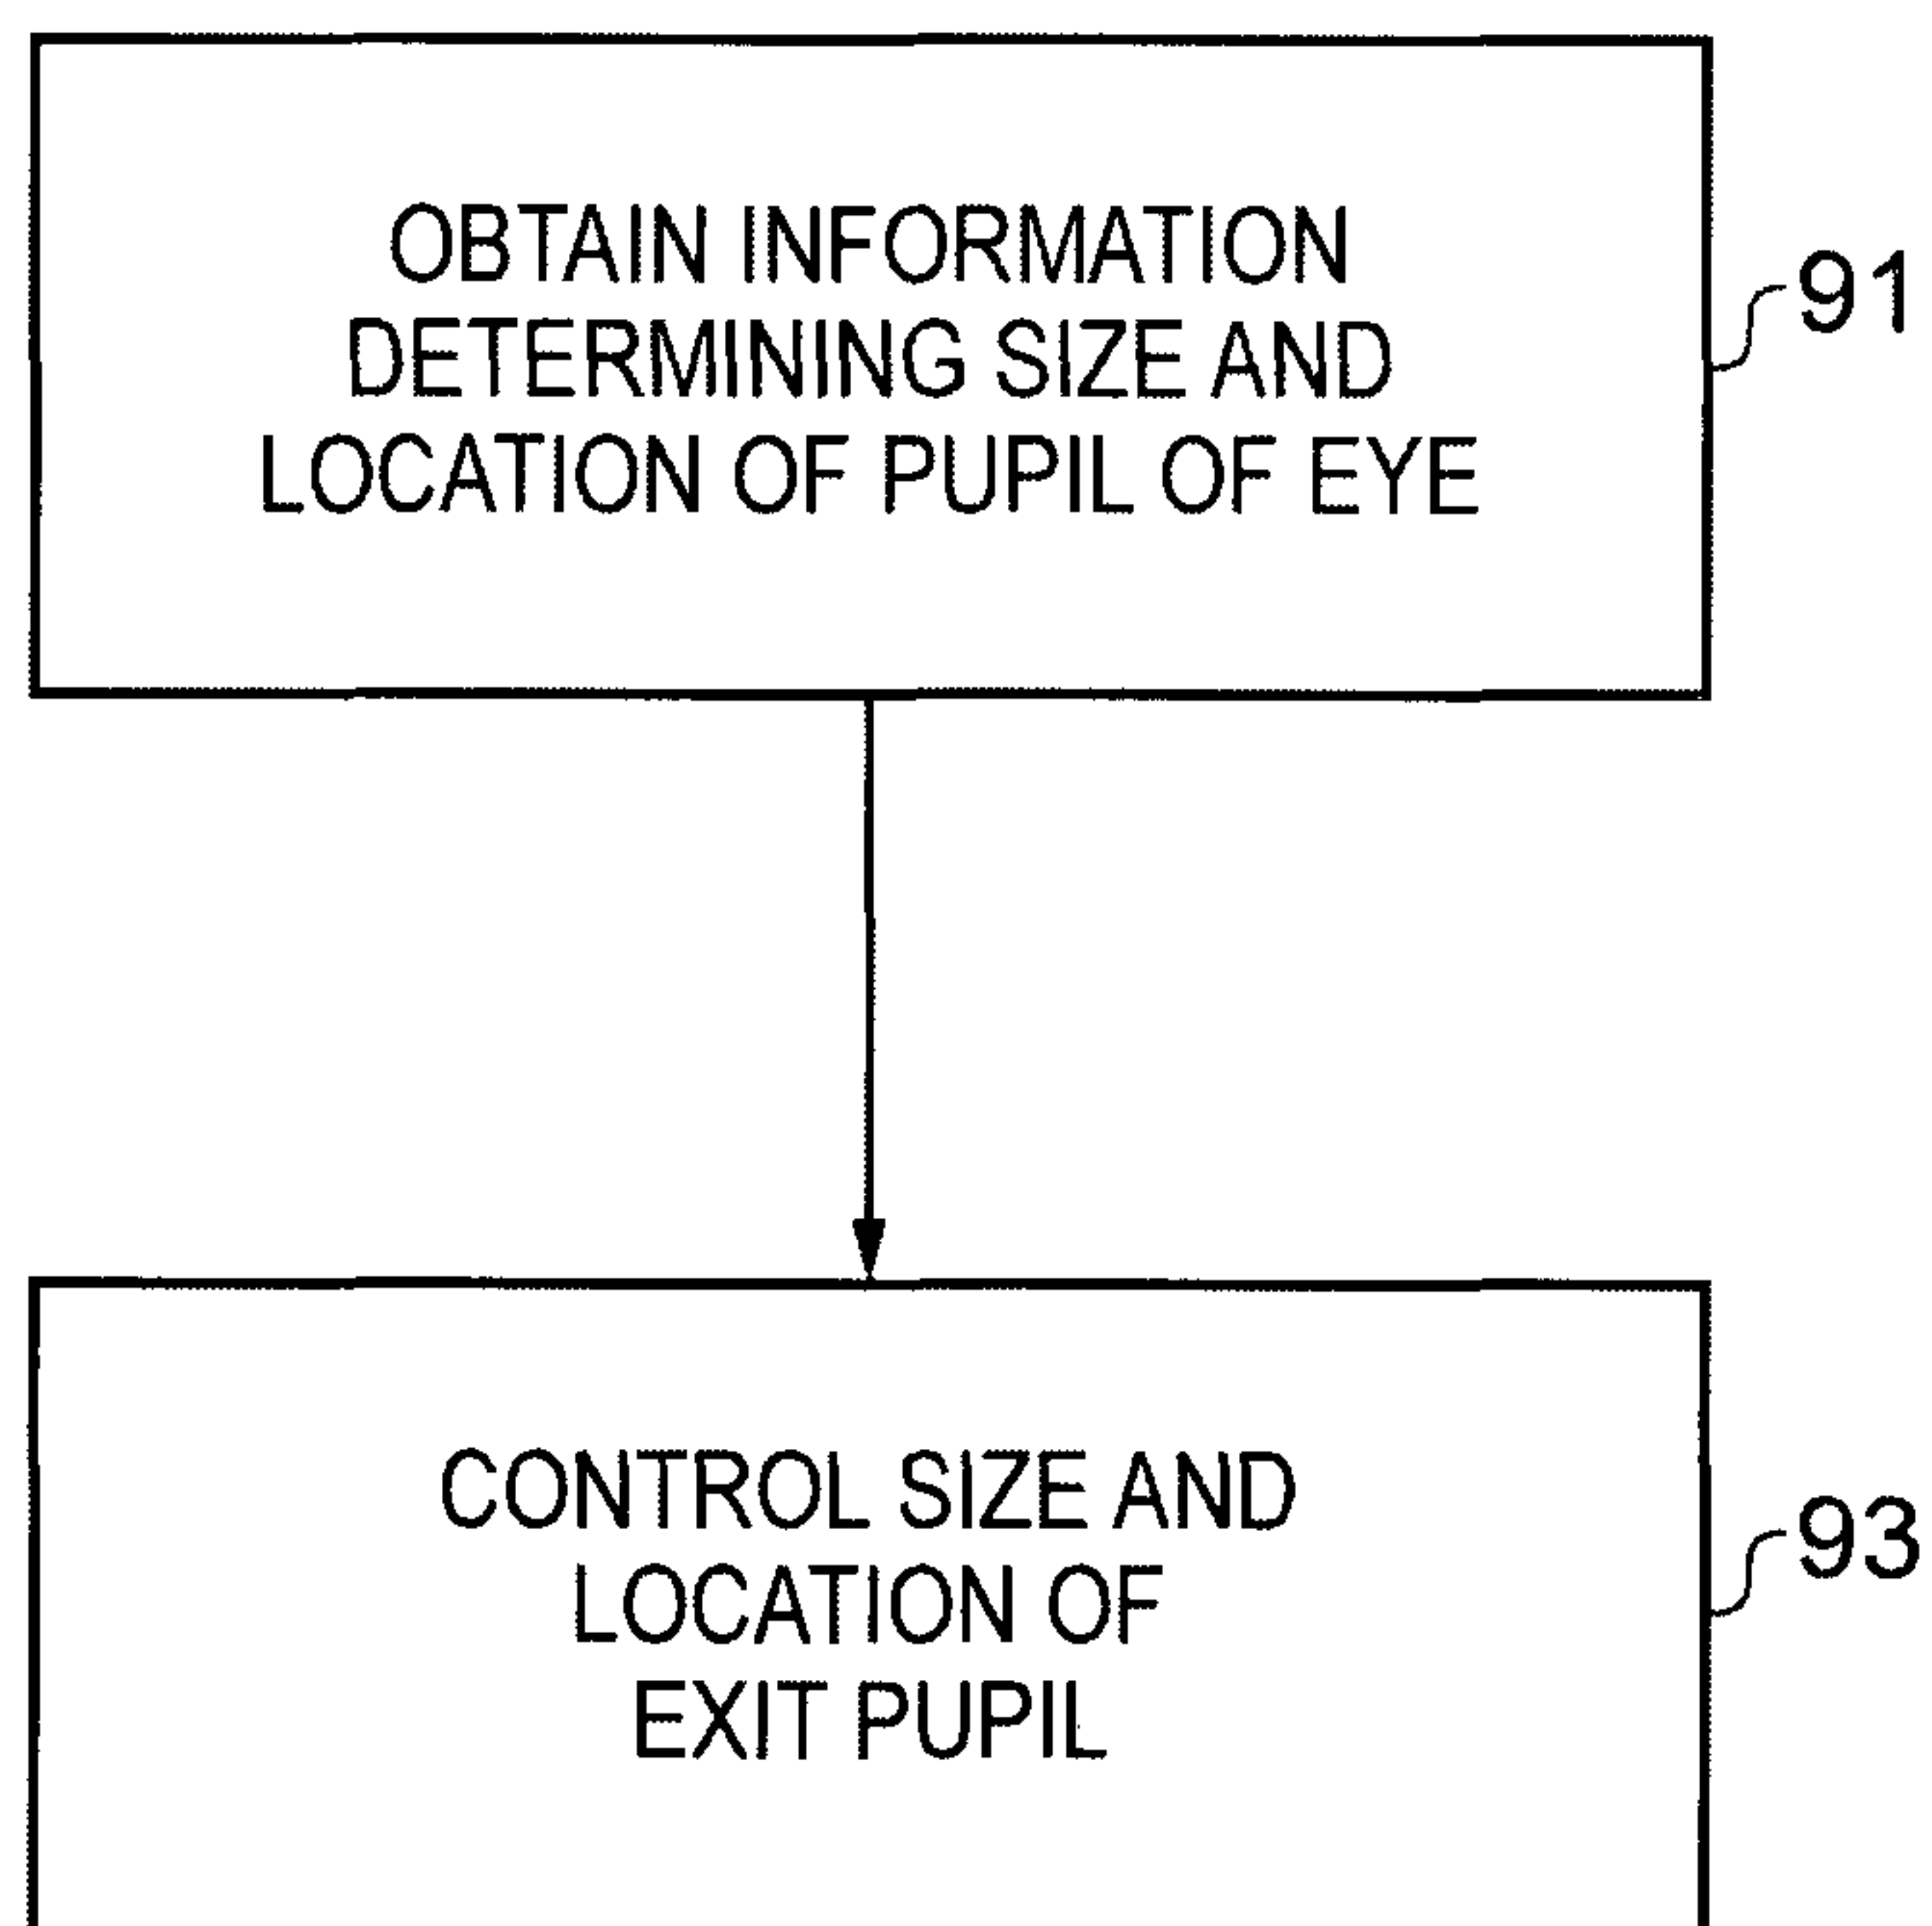 OBTAIN INFORMATION
DETERMINING SIZE AND
LOCATION OF PUPIL OF EYE
91
CONTROL SIZE AND
LOCATION OF
EXIT PUPIL
93